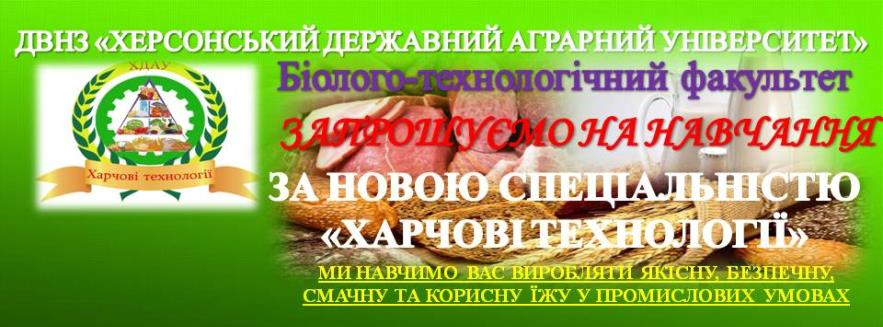 ДВНЗ «ХЕРСОНСЬКИЙ ДЕРЖАВНИЙ АГРАРНИЙ УНІВЕРСИТЕТ»
Біолого-технологічний факультет
ХДАУ
Харчові технології
ЗАПРОШУЄМО НА НАВЧАННЯ
ЗА НОВОЮ СПЕЦІАЛЬНІСТЮ
«ХАРЧОВІ ТЕХНОЛОГІЇ»
МИ НАВЧИМО ВАС ВИРОБЛЯТИ ЯКІСНУ, БЕЗПЕЧНУ,
СМАЧНУ ТА КОРИСНУ ЇЖУ У ПРОМИСЛОВИХ УМОВАХ